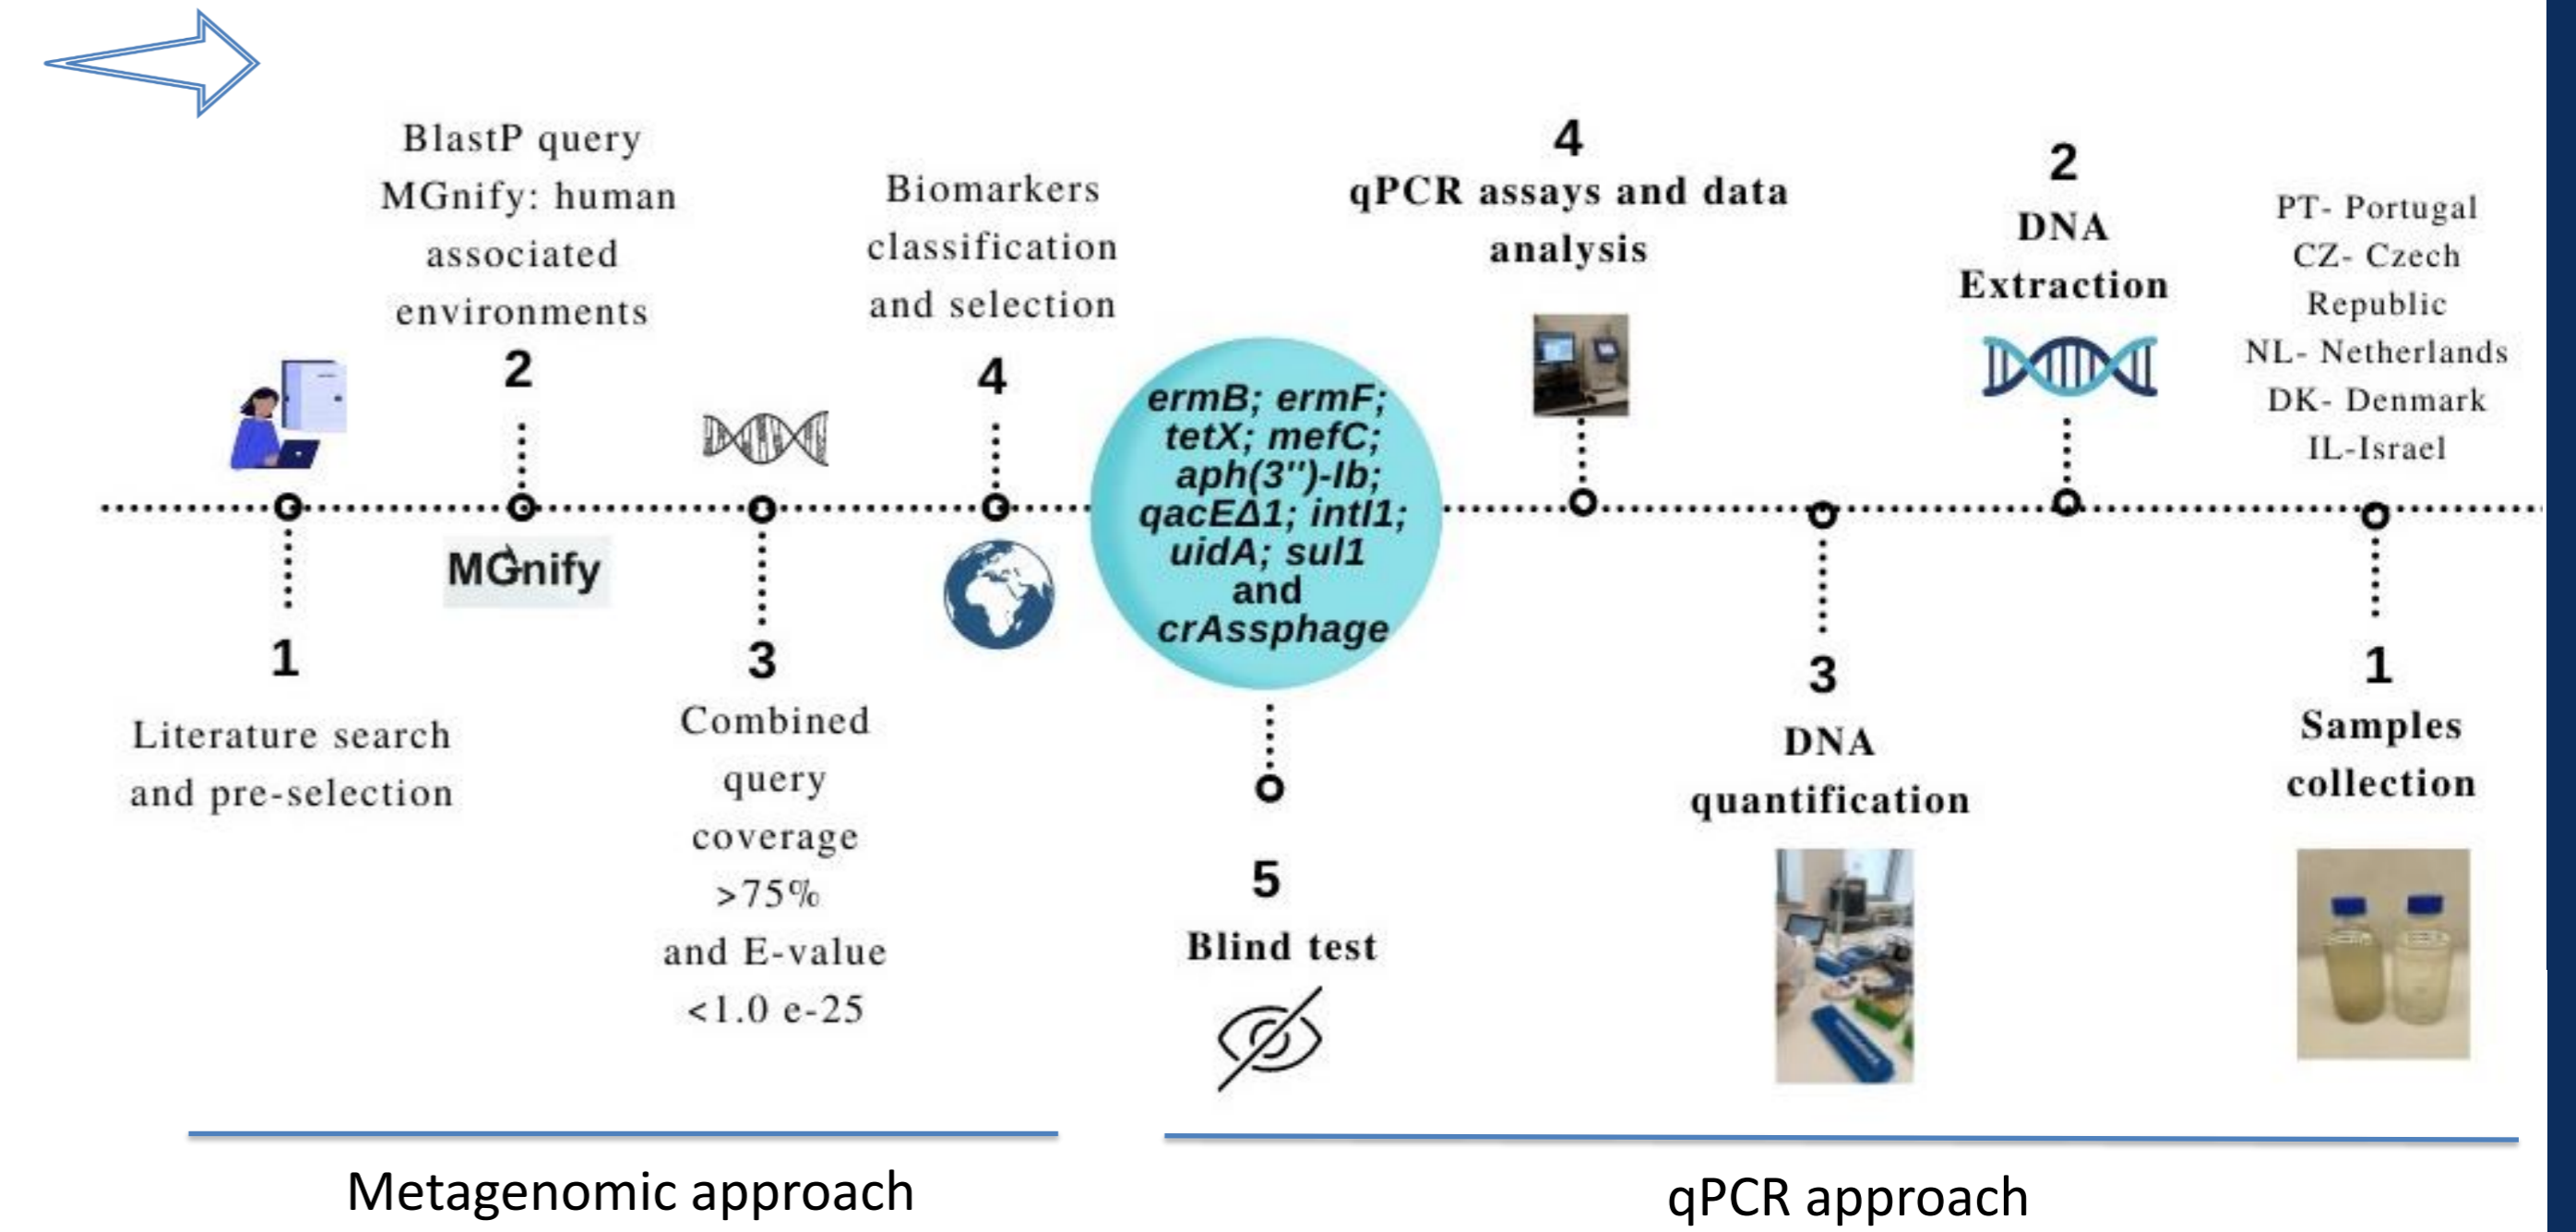 BlastP query
MGnify: human
associated
environments
2
MGnify
1
Literature search
and pre-selection
3
Combined
query
coverage
>75%
and E-value
<1.0 e-25
Biomarkers
classification
and selection
4
ermB; ermF;
tetX; mefC;
aph(3'')-Ib;
qacEΔ1; intI1;
uidA; sul1
and
crAssphage
5
Blind test
4
qPCR assays and data
analysis
3
DNA
quantification
2
DNA
Extraction
PT- Portugal
CZ- Czech
Republic
NL- Netherlands
DK- Denmark
IL-Israel
1
Samples
collection
Metagenomic approach
qPCR approach